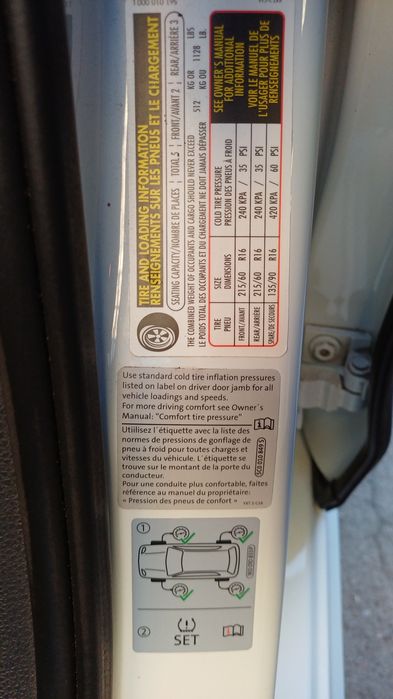 1 000 010 195
TIRE AND LOADING INFORMATION
RENSEIGNEMENTS SUR LES PNEUS ET LE CHARGEMENT
SEATING CAPACITY/NOMBRE DE PLACES TOTAL 5 FRONT/AVANT 2 REAR/ARRIÈRE 3
THE COMBINED WEIGHT OF OCCUPANTS AND CARGO SHOULD NEVER EXCEED 512 KG OR 1128 LBS
LE POIDS TOTAL DES OCCUPANTS ET DU CHARGEMENT NE DOIT JAMAIS DÉPASSER KG OU LB.
TIRE SIZE COLD TIRE PRESSURE
PNEU DIMENSIONS PRESSION DES PNEUS À FROID
FRONT/AVANT 215/60 R16 240 KPA / 35 PSI
REAR/ARRIÈRE 215/60 R16 240 KPA / 35 PSI
SPARE/DE SECOURS 135/90 R16 420 KPA / 60 PSI
SEE OWNER'S MANUAL
FOR ADDITIONAL
INFORMATION
VOIR LE MANUEL DE
L'USAGER POUR PLUS DE
RENSEIGNEMENTS
Use standard cold tire inflation pressures
listed on label on driver door jamb for all
vehicle loadings and speeds.
For more driving comfort see Owner's
Manual: "Comfort tire pressure"
Utiilisez l'étiquette avec la liste des
normes de pressions de gonflage de
pneu à froid pour toutes charges et
vitesses du véhicule. L'étiquette se
trouve sur le montant de la porte du
conducteur.
Pour une conduite plus confortable, faites
référence au manuel du propriétaire:
« Pression des pneus de confort »
1
2
SET